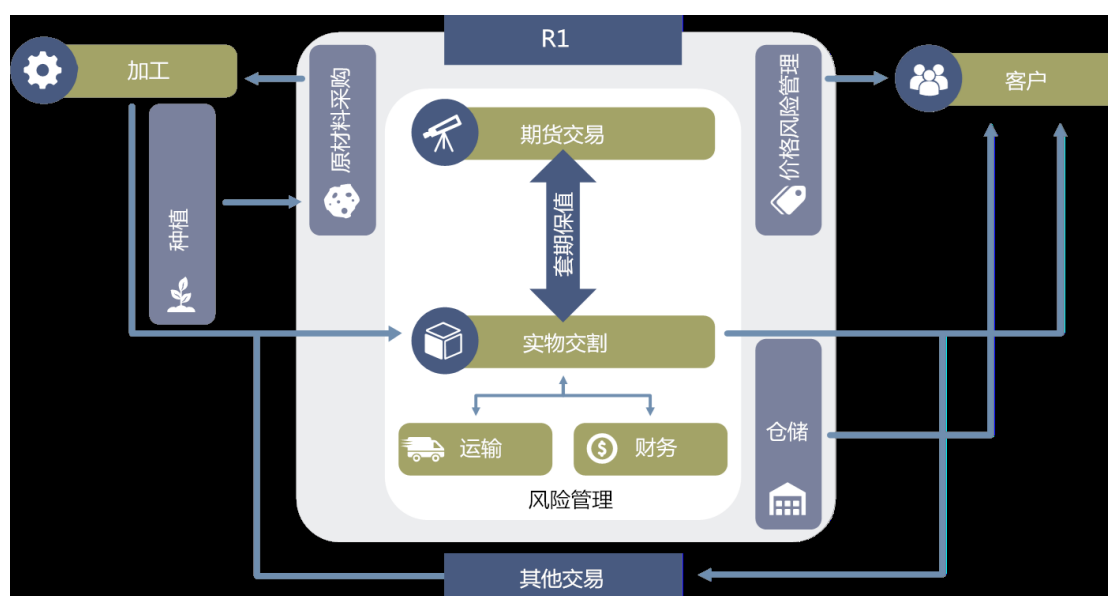 R1
加工
原材料采购
价格风险管理
客户
期货交易
种植
套期保值
实物交割
仓储
运输
财务
风险管理
其他交易